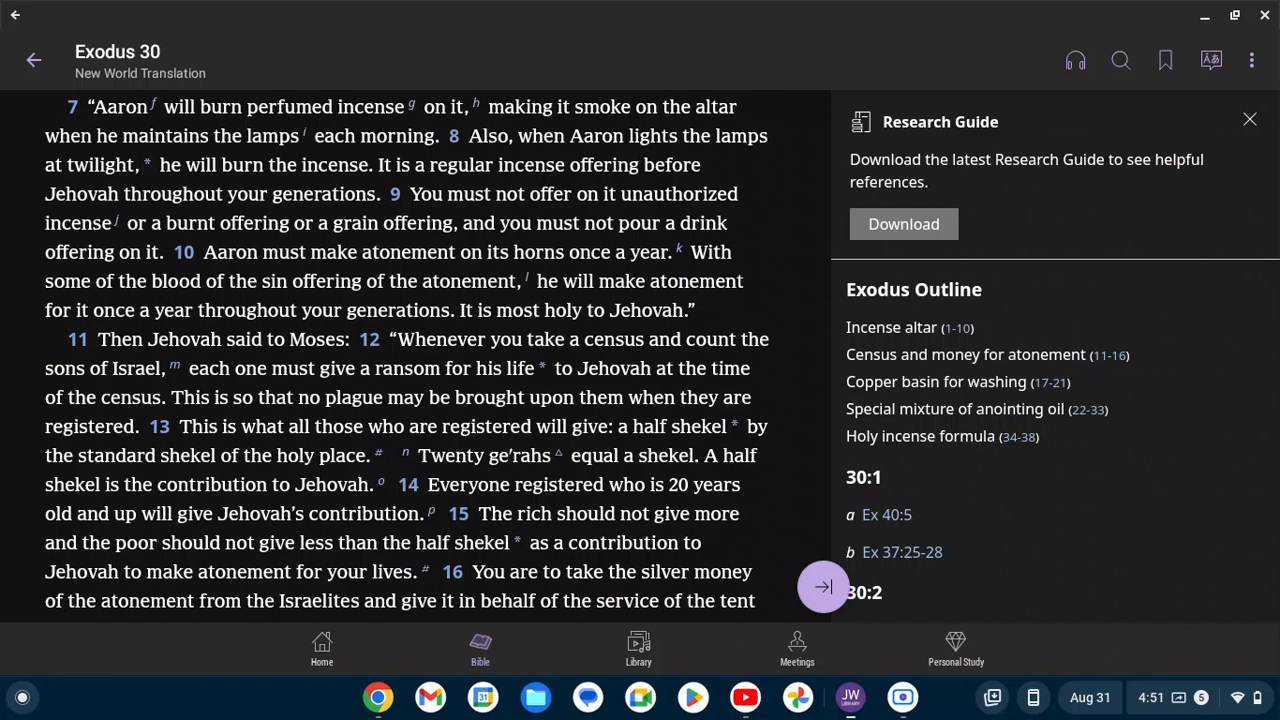 Exodus 30
New World Translation
7 “Aaron f will burn perfumed incense g on it, h making it smoke on the altar
when he maintains the lamps i each morning. 8 Also, when Aaron lights the lamps
at twilight, * he will burn the incense. It is a regular incense offering before
Jehovah throughout your generations. 9 You must not offer on it unauthorized
incense j or a burnt offering or a grain offering, and you must not pour a drink
offering on it. 10 Aaron must make atonement on its horns once a year. k With
some of the blood of the sin offering of the atonement, l he will make atonement
for it once a year throughout your generations. It is most holy to Jehovah.”
11 Then Jehovah said to Moses: 12 “Whenever you take a census and count the
sons of Israel, m each one must give a ransom for his life * to Jehovah at the time
of the census. This is so that no plague may be brought upon them when they are
registered. 13 This is what all those who are registered will give: a half shekel * by
the standard shekel of the holy place. # n Twenty geʹrahs △ equal a shekel. A half
shekel is the contribution to Jehovah. o 14 Everyone registered who is 20 years
old and up will give Jehovah’s contribution. p 15 The rich should not give more
and the poor should not give less than the half shekel * as a contribution to
Jehovah to make atonement for your lives. # 16 You are to take the silver money
of the atonement from the Israelites and give it in behalf of the service of the tent
Research Guide
Download the latest Research Guide to see helpful
references.
Download
Exodus Outline
Incense altar (1-10)
Census and money for atonement (11-16)
Copper basin for washing (17-21)
Special mixture of anointing oil (22-33)
Holy incense formula (34-38)
30:1
a Ex 40:5
b Ex 37:25-28
30:2
Home
Bible
Library
Meetings
Personal Study
31
JW
LIBRARY
Aug 31
4:51
5